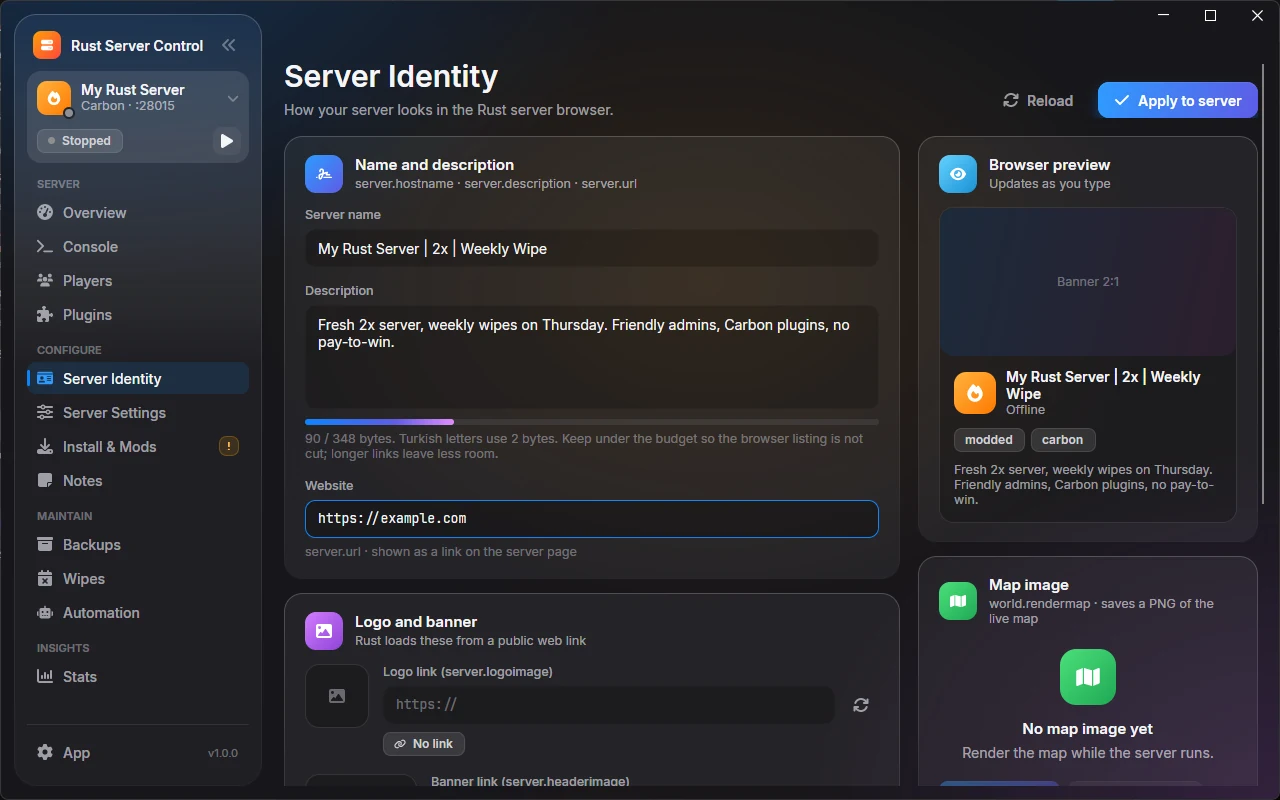 Rust Server Control
My Rust Server
Carbon · :28015
Stopped
SERVER
Overview
Console
Players
Plugins
CONFIGURE
Server Identity
Server Settings
Install & Mods
!
Notes
MAINTAIN
Backups
Wipes
Automation
INSIGHTS
Stats
App
v1.0.0
Server Identity
How your server looks in the Rust server browser.
Reload
Apply to server
Name and description
server.hostname · server.description · server.url
Server name
My Rust Server | 2x | Weekly Wipe
Description
Fresh 2x server, weekly wipes on Thursday. Friendly admins, Carbon plugins, no
pay-to-win.
90 / 348 bytes. Turkish letters use 2 bytes. Keep under the budget so the browser listing is not
cut; longer links leave less room.
Website
https://example.com
server.url · shown as a link on the server page
Logo and banner
Rust loads these from a public web link
Logo link (server.logoimage)
https://
No link
Banner link (server.headerimage)
Browser preview
Updates as you type
Banner 2:1
My Rust Server | 2x | Weekly
Wipe
Offline
modded
carbon
Fresh 2x server, weekly wipes on Thursday.
Friendly admins, Carbon plugins, no pay-to-
win.
Map image
world.rendermap · saves a PNG of the
live map
No map image yet
Render the map while the server runs.